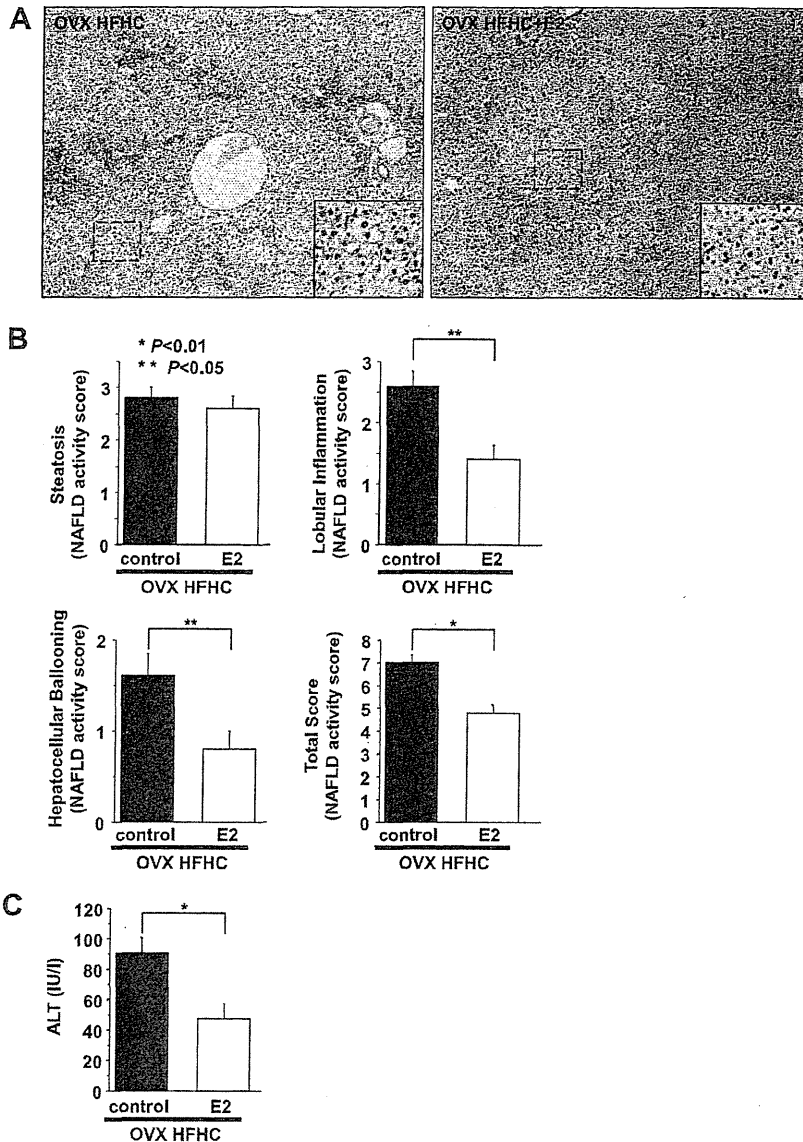 A
OVX HFHC
OVX HFHC+E2
B
* P<0.01
** P<0.05
Steatosis
(NAFLD activity score)
3
2
1
0
control E2
OVX HFHC
**
Lobular Inflammation
(NAFLD activity score)
3
2
1
0
control E2
OVX HFHC
**
Hepatocellular Ballooning
(NAFLD activity score)
2
1
0
control E2
OVX HFHC
*
Total Score
(NAFLD activity score)
8
7
6
5
4
3
2
1
0
control E2
OVX HFHC
C
*
ALT (IU/l)
120
100
80
60
40
20
0
control E2
OVX HFHC